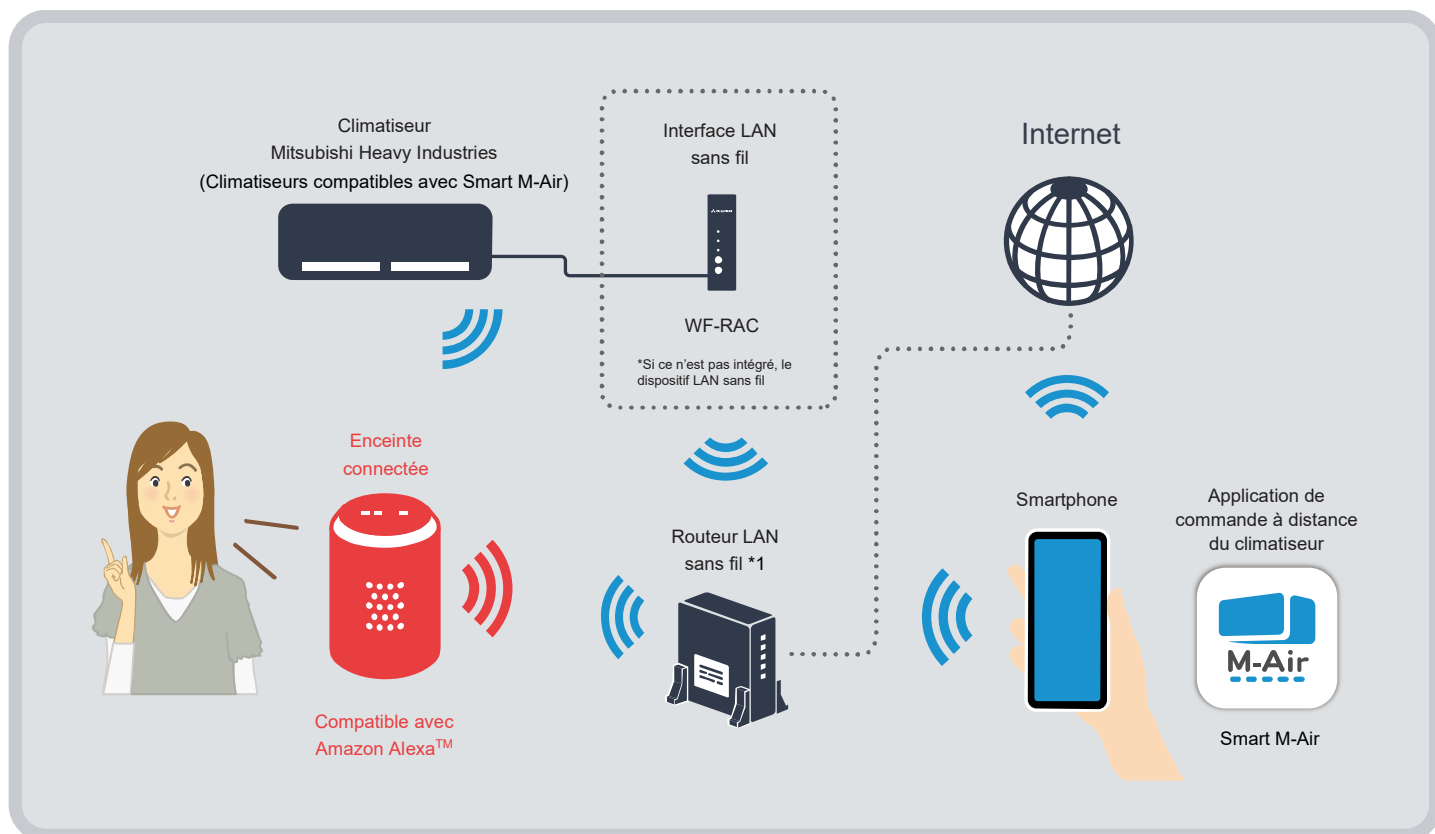 Climatiseur
Mitsubishi Heavy Industries
(Climatiseurs compatibles avec Smart M-Air)
Interface LAN
sans fil
WF-RAC
*Si ce n'est pas intégré, le
dispositif LAN sans fil
Internet
Enceinte
connectée
Compatible avec
Amazon Alexa™
Routeur LAN
sans fil *1
Smartphone
Application de
commande à distance
du climatiseur
M-Air
Smart M-Air